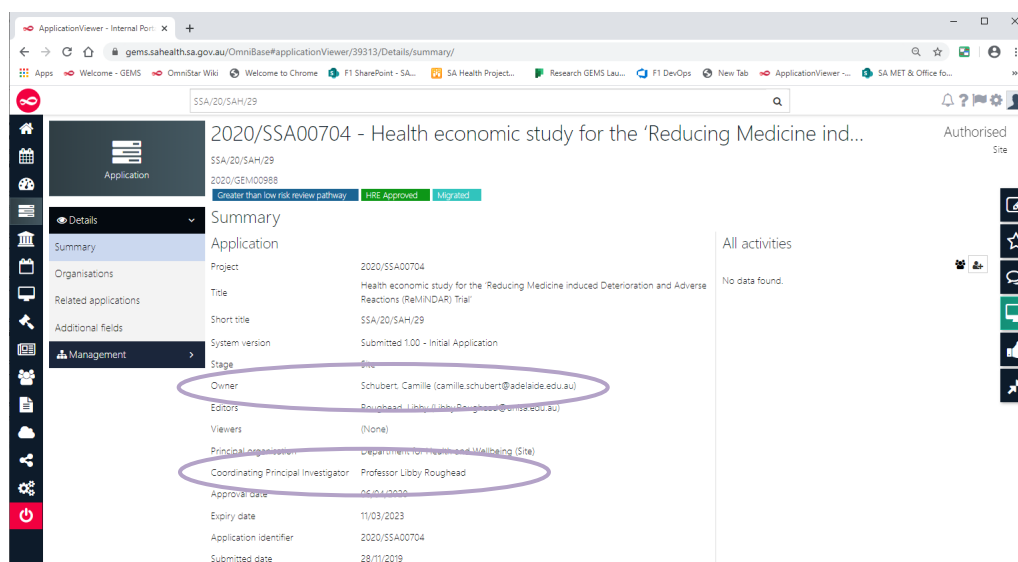 ApplicationViewer - Internal Port
gems.sahealth.sa.gov.au/OmniBase#applicationViewer/39313/Details/summary/
Apps Welcome - GEMS OmniStar Wiki Welcome to Chrome F1 SharePoint - SA... SA Health Project... Research GEMS Lau... F1 DevOps New Tab ApplicationViewer -... SA MET & Office fo...
SSA/20/SAH/29
2020/SSA00704 - Health economic study for the ‘Reducing Medicine ind...
Authorised
Site
SSA/20/SAH/29
2020/GEM00988
Greater than low risk review pathway HRE Approved Migrated
Application
Details
Summary
Organisations
Related applications
Additional fields
Management
Summary
Application
Project 2020/SSA00704
Title Health economic study for the ‘Reducing Medicine induced Deterioration and Adverse
Reactions (ReMiNDAR) Trial’
Short title SSA/20/SAH/29
System version Submitted 1.00 - Initial Application
Stage Site
Owner Schubert, Camille (camille.schubert@adelaide.edu.au)
Editors Roughead, Libby (Libby.Roughead@unisa.edu.au)
Viewers (None)
Principal organisation Department for Health and Wellbeing (Site)
Coordinating Principal Investigator Professor Libby Roughead
Approval date 06/04/2020
Expiry date 11/03/2023
Application identifier 2020/SSA00704
Submitted date 28/11/2019
All activities
No data found.